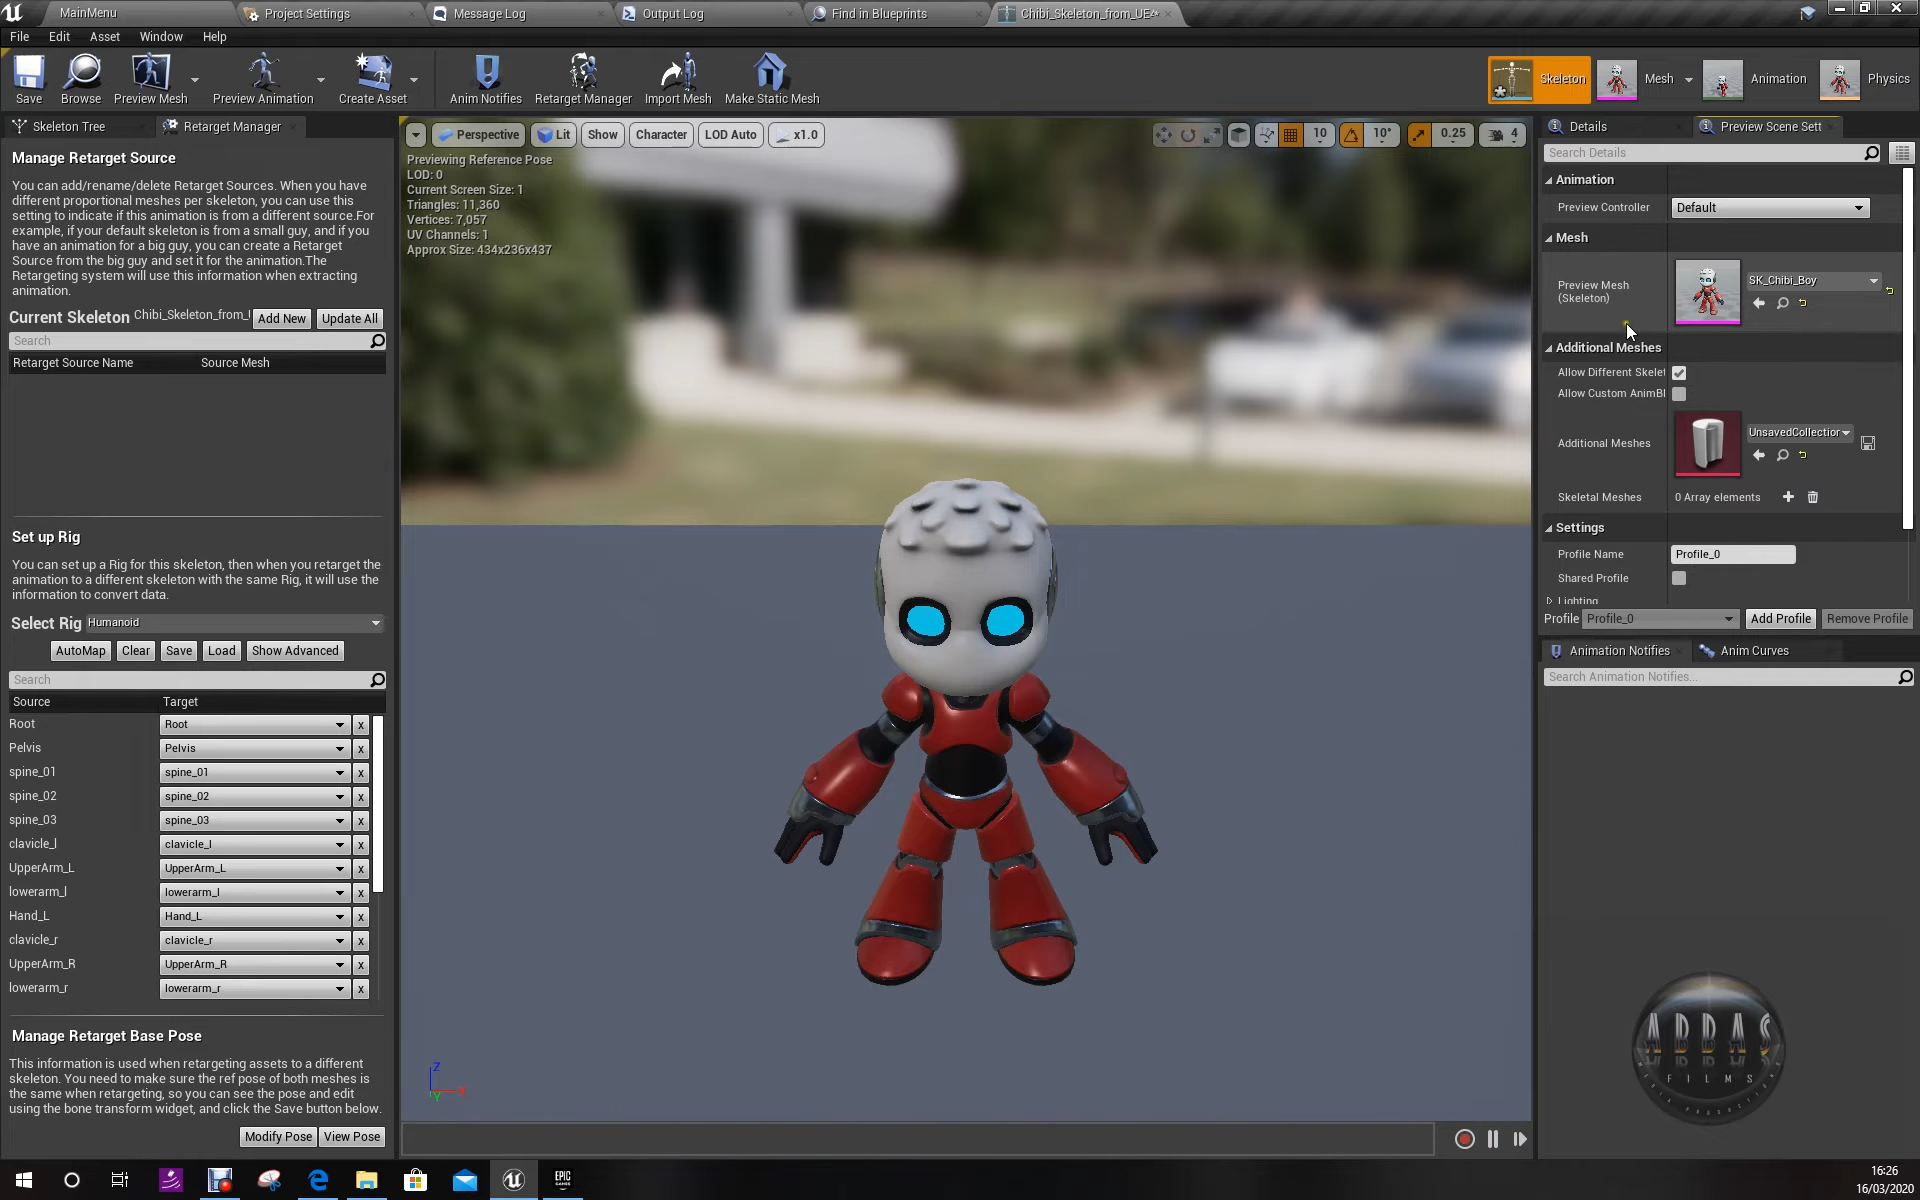 MainMenu
Project Settings
Message Log
Output Log
Find in Blueprints
Chibi_Skeleton_from_UE4*
File Edit Asset Window Help
Save
Browse
Preview Mesh
Preview Animation
Create Asset
Anim Notifies
Retarget Manager
Import Mesh
Make Static Mesh
Skeleton
Mesh
Animation
Physics
Skeleton Tree
Retarget Manager
Manage Retarget Source
You can add/rename/delete Retarget Sources. When you have
different proportional meshes per skeleton, you can use this
setting to indicate if this animation is from a different source.For
example, if your default skeleton is from a small guy, and if you
have an animation for a big guy, you can create a Retarget
Source from the big guy and set it for the animation.The
Retargeting system will use this information when extracting
animation.
Current Skeleton Chibi_Skeleton_from_U Add New Update All
Search
Retarget Source Name Source Mesh
Set up Rig
You can set up a Rig for this skeleton, then when you retarget the
animation to a different skeleton with the same Rig, it will use the
information to convert data.
Select Rig Humanoid
AutoMap Clear Save Load Show Advanced
Search
Source Target
Root Root x
Pelvis Pelvis x
spine_01 spine_01 x
spine_02 spine_02 x
spine_03 spine_03 x
clavicle_l clavicle_l x
UpperArm_L UpperArm_L x
lowerarm_l lowerarm_l x
Hand_L Hand_L x
clavicle_r clavicle_r x
UpperArm_R UpperArm_R x
lowerarm_r lowerarm_r x
Manage Retarget Base Pose
This information is used when retargeting assets to a different
skeleton. You need to make sure the ref pose of both meshes is
the same when retargeting, so you can see the pose and edit
using the bone transform widget, and click the Save button below.
Modify Pose View Pose
Perspective Lit Show Character LOD Auto x1.0
10 10° 0.25 4
Previewing Reference Pose
LOD: 0
Current Screen Size: 1
Triangles: 11,360
Vertices: 7,057
UV Channels: 1
Approx Size: 434x236x437
Z
X
Y
Details
Preview Scene Sett
Search Details
Animation
Preview Controller Default
Mesh
Preview Mesh
(Skeleton)
SK_Chibi_Boy
Additional Meshes
Allow Different Skelet
Allow Custom AnimBl
Additional Meshes UnsavedCollection
Skeletal Meshes 0 Array elements
Settings
Profile Name Profile_0
Shared Profile
Lighting
Profile Profile_0 Add Profile Remove Profile
Animation Notifies
Anim Curves
Search Animation Notifies...
ABBAS
FILMS
EPIC
GAMES
16:26
16/03/2020